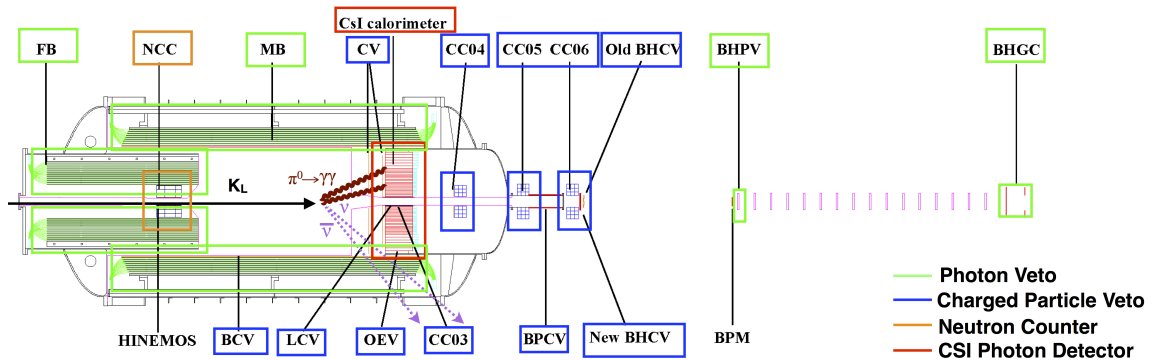 CsI calorimeter
FB
NCC
MB
CV
CC04
CC05 CC06
Old BHCV
BHPV
BHGC
π⁰→γγ
K_L
ν
ν̄
HINEMOS
BCV
LCV
OEV
CC03
BPCV
New BHCV
BPM
Photon Veto
Charged Particle Veto
Neutron Counter
CSI Photon Detector